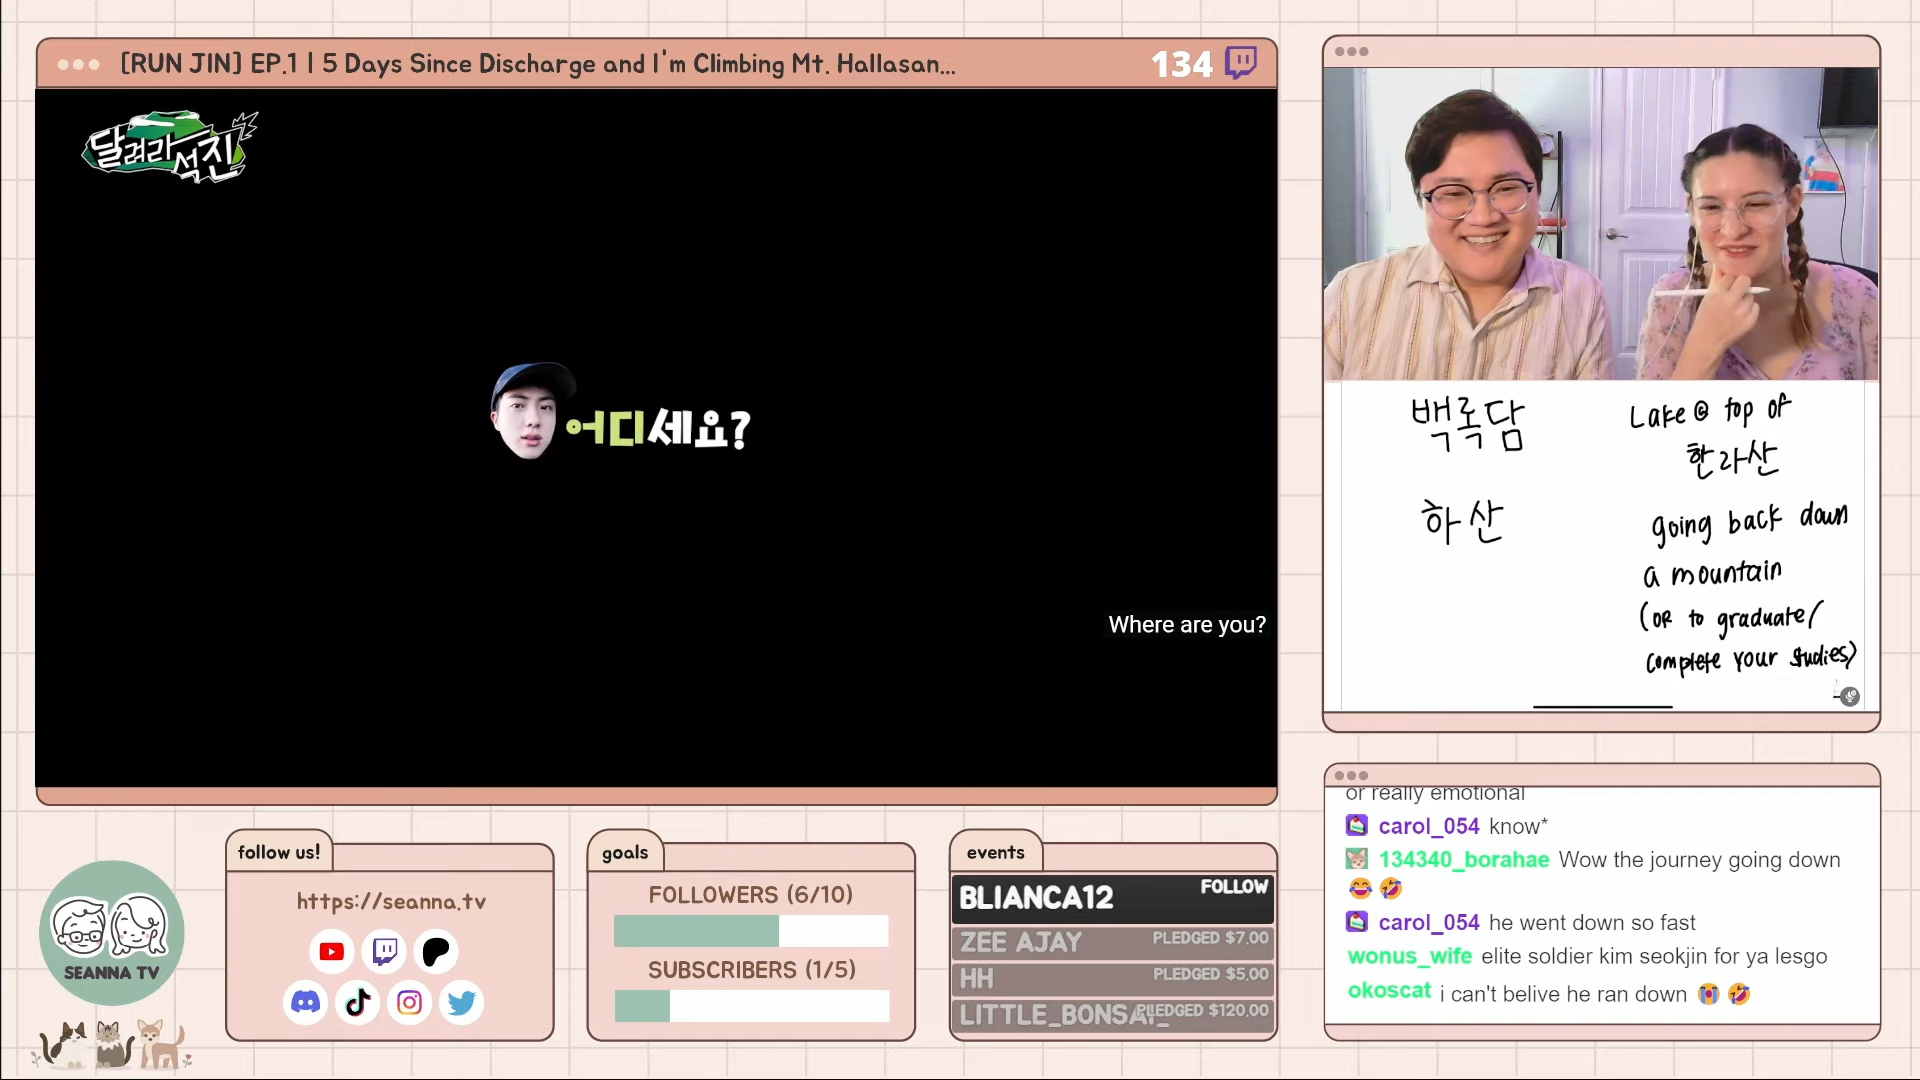 [RUN JIN] EP.1 | 5 Days Since Discharge and I'm Climbing Mt. Hallasan...
134
달려라
석진
어디세요?
Where are you?
백록담
Lake @ top of
한라산
하산
going back down
a mountain
(or to graduate/
complete your studies)
or really emotional
carol_054 know*
134340_borahae Wow the journey going down
😂 🤣
carol_054 he went down so fast
wonus_wife elite soldier kim seokjin for ya lesgo
okoscat i can't belive he ran down 😭 🤣
follow us!
https://seanna.tv
SEANNA TV
goals
FOLLOWERS (6/10)
SUBSCRIBERS (1/5)
events
BLIANCA12 FOLLOW
ZEE AJAY PLEDGED $7.00
HH PLEDGED $5.00
LITTLE_BONSAI_ PLEDGED $120.00